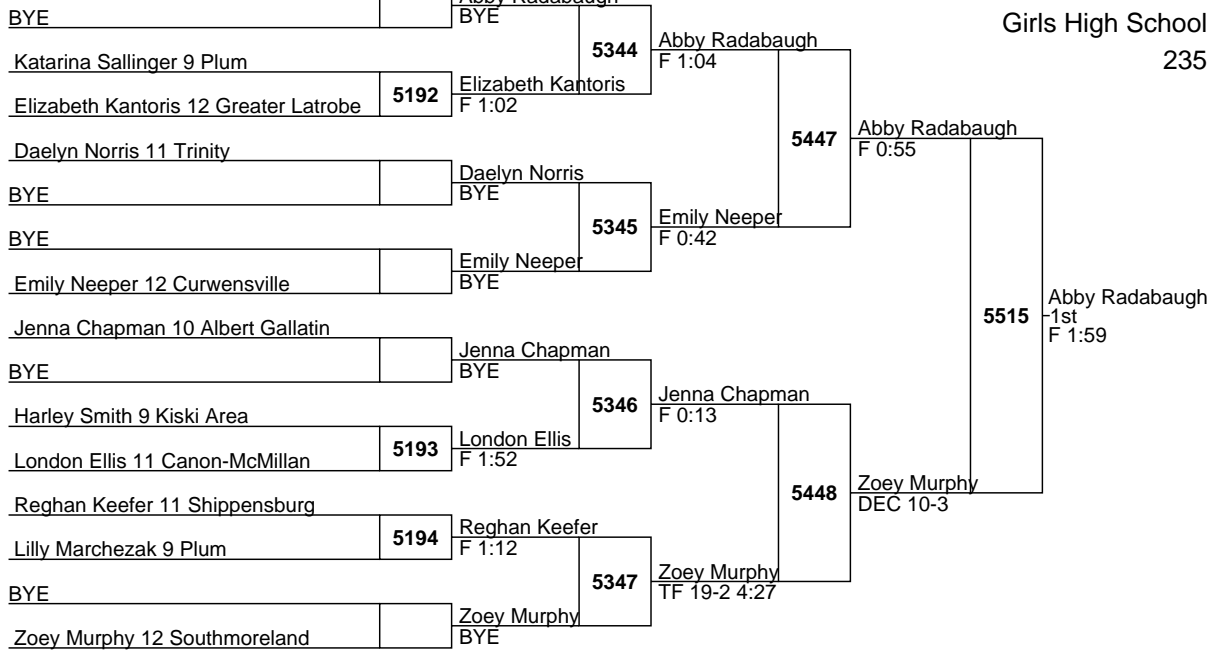 Abby Radabaugh
BYE
BYE
Girls High School
235
5344
Abby Radabaugh
F 1:04
Katarina Sallinger 9 Plum
5192
Elizabeth Kantoris
F 1:02
Elizabeth Kantoris 12 Greater Latrobe
5447
Abby Radabaugh
F 0:55
Daelyn Norris 11 Trinity
Daelyn Norris
BYE
BYE
5345
Emily Neeper
F 0:42
BYE
Emily Neeper
BYE
Emily Neeper 12 Curwensville
5515
Abby Radabaugh
1st
F 1:59
Jenna Chapman 10 Albert Gallatin
Jenna Chapman
BYE
BYE
5346
Jenna Chapman
F 0:13
Harley Smith 9 Kiski Area
5193
London Ellis
F 1:52
London Ellis 11 Canon-McMillan
5448
Zoey Murphy
DEC 10-3
Reghan Keefer 11 Shippensburg
5194
Reghan Keefer
F 1:12
Lilly Marchezak 9 Plum
5347
Zoey Murphy
TF 19-2 4:27
BYE
Zoey Murphy
BYE
Zoey Murphy 12 Southmoreland